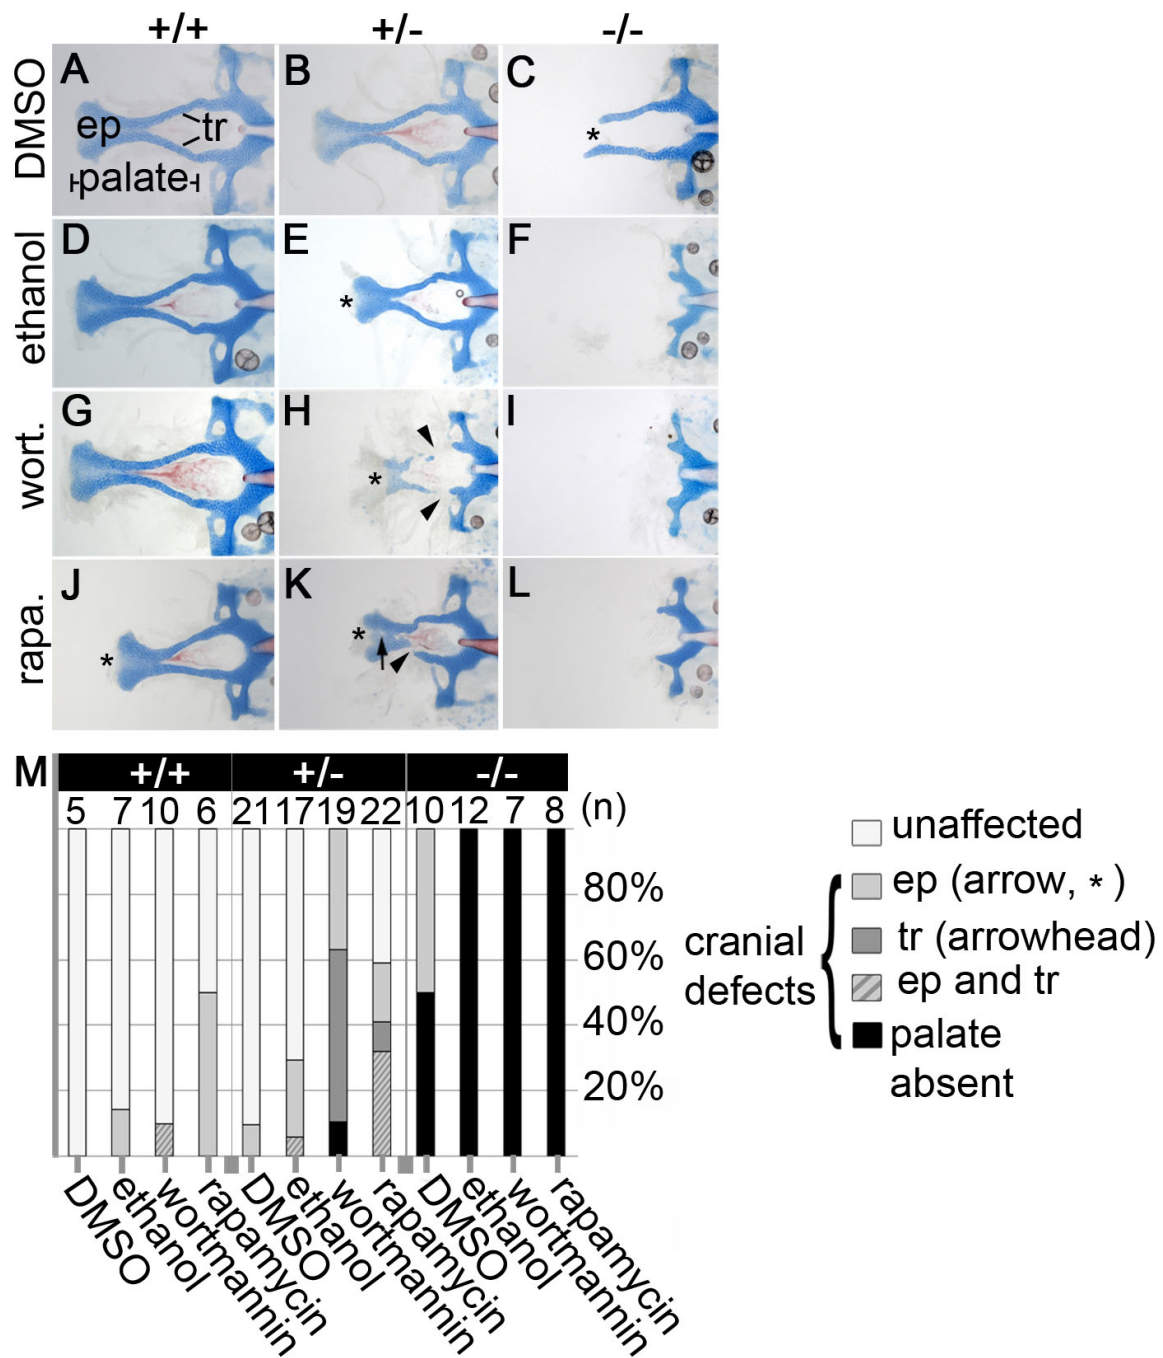 +/+ +/- -/-
DMSO
A
ep
tr
palate
B
C
*
ethanol
D
E
*
F
wort.
G
H
*
I
rapa.
J
*
K
*
L
M
+/+ +/- -/-
5 7 10 6 21 17 19 22 10 12 7 8 (n)
80%
60%
40%
20%
DMSO
ethanol
wortmannin
rapamycin
DMSO
ethanol
wortmannin
rapamycin
DMSO
ethanol
wortmannin
rapamycin
unaffected
cranial
defects
ep (arrow, * )
tr (arrowhead)
ep and tr
palate
absent